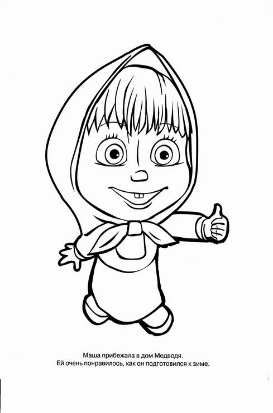 Маша прибежала в дом Медведя.
Ей очень понравилось, как он подготовился к зиме.